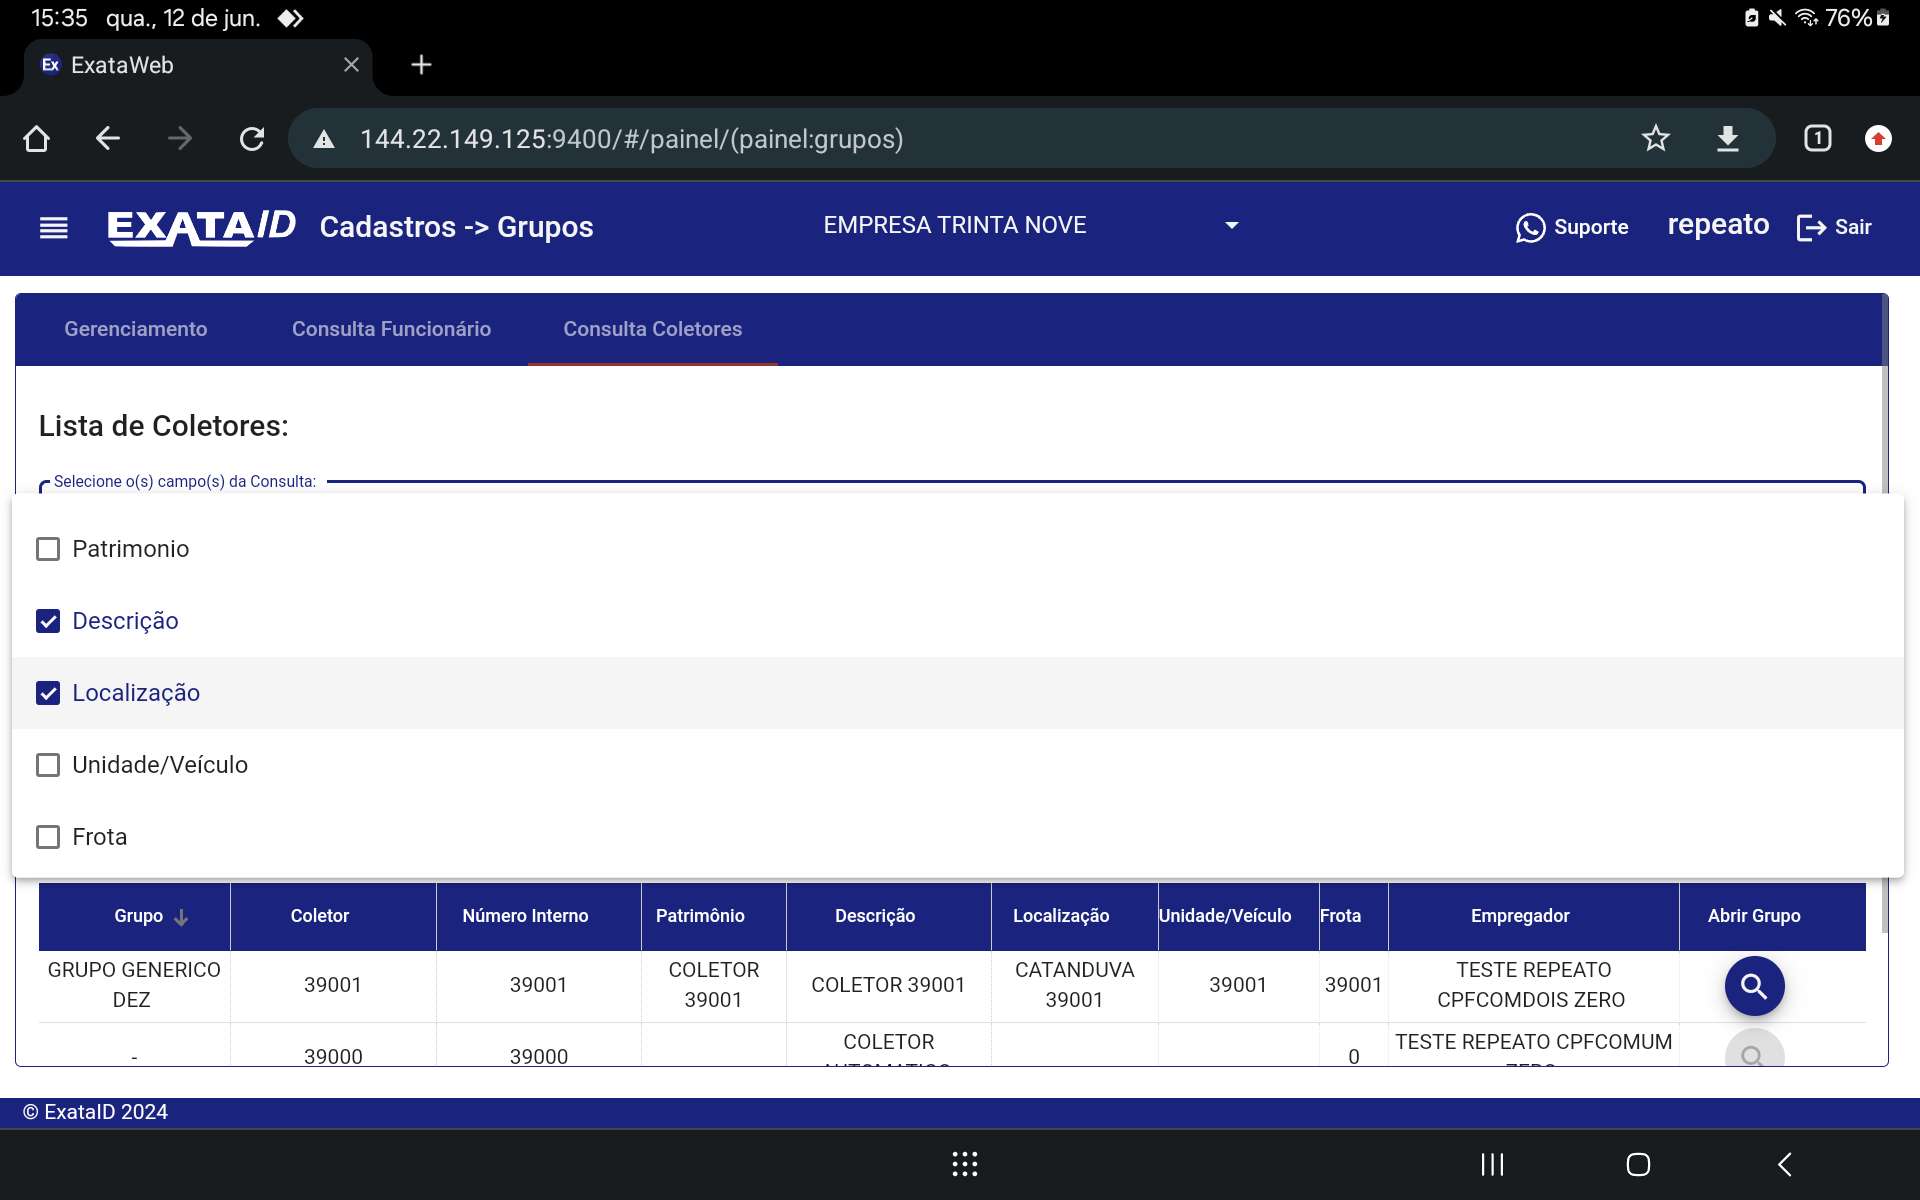 15:35 qua., 12 de jun. 76%
Ex ExataWeb
144.22.149.125:9400/#/painel/(painel:grupos) 1
EXATAID Cadastros -> Grupos EMPRESA TRINTA NOVE Suporte repeato Sair
Gerenciamento Consulta Funcionário Consulta Coletores
Lista de Coletores:
Selecione o(s) campo(s) da Consulta:
Patrimonio
Descrição
Localização
Unidade/Veículo
Frota
Grupo Coletor Número Interno Patrimônio Descrição Localização Unidade/Veículo Frota Empregador Abrir Grupo
GRUPO GENERICO COLETOR CATANDUVA TESTE REPEATO
39001 39001 COLETOR 39001 39001 39001
DEZ 39001 39001 CPFCOMDOIS ZERO
COLETOR TESTE REPEATO CPFCOMUM
- 39000 39000 0
© ExataID 2024